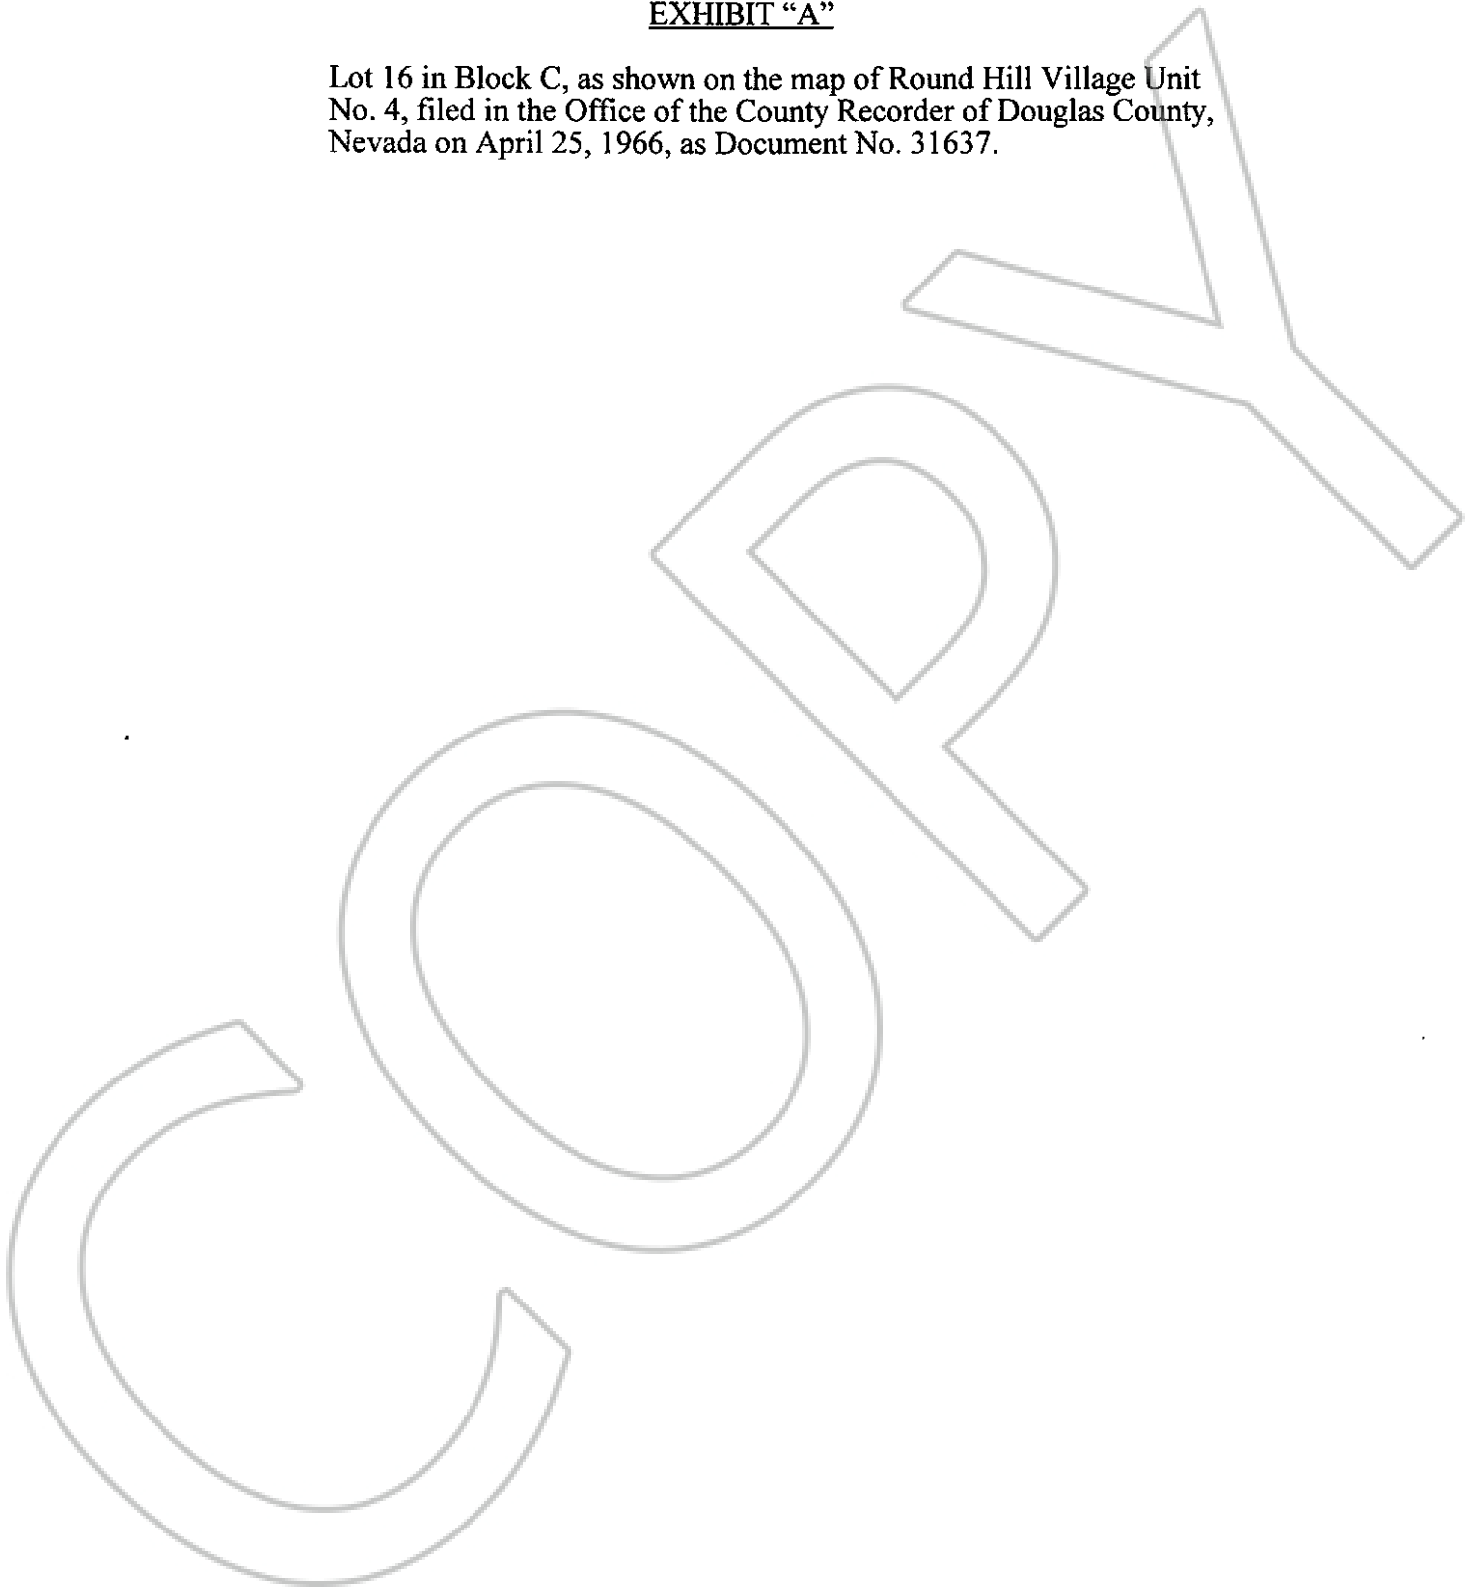 EXHIBIT “A”
Lot 16 in Block C, as shown on the map of Round Hill Village Unit
No. 4, filed in the Office of the County Recorder of Douglas County,
Nevada on April 25, 1966, as Document No. 31637.
COPY